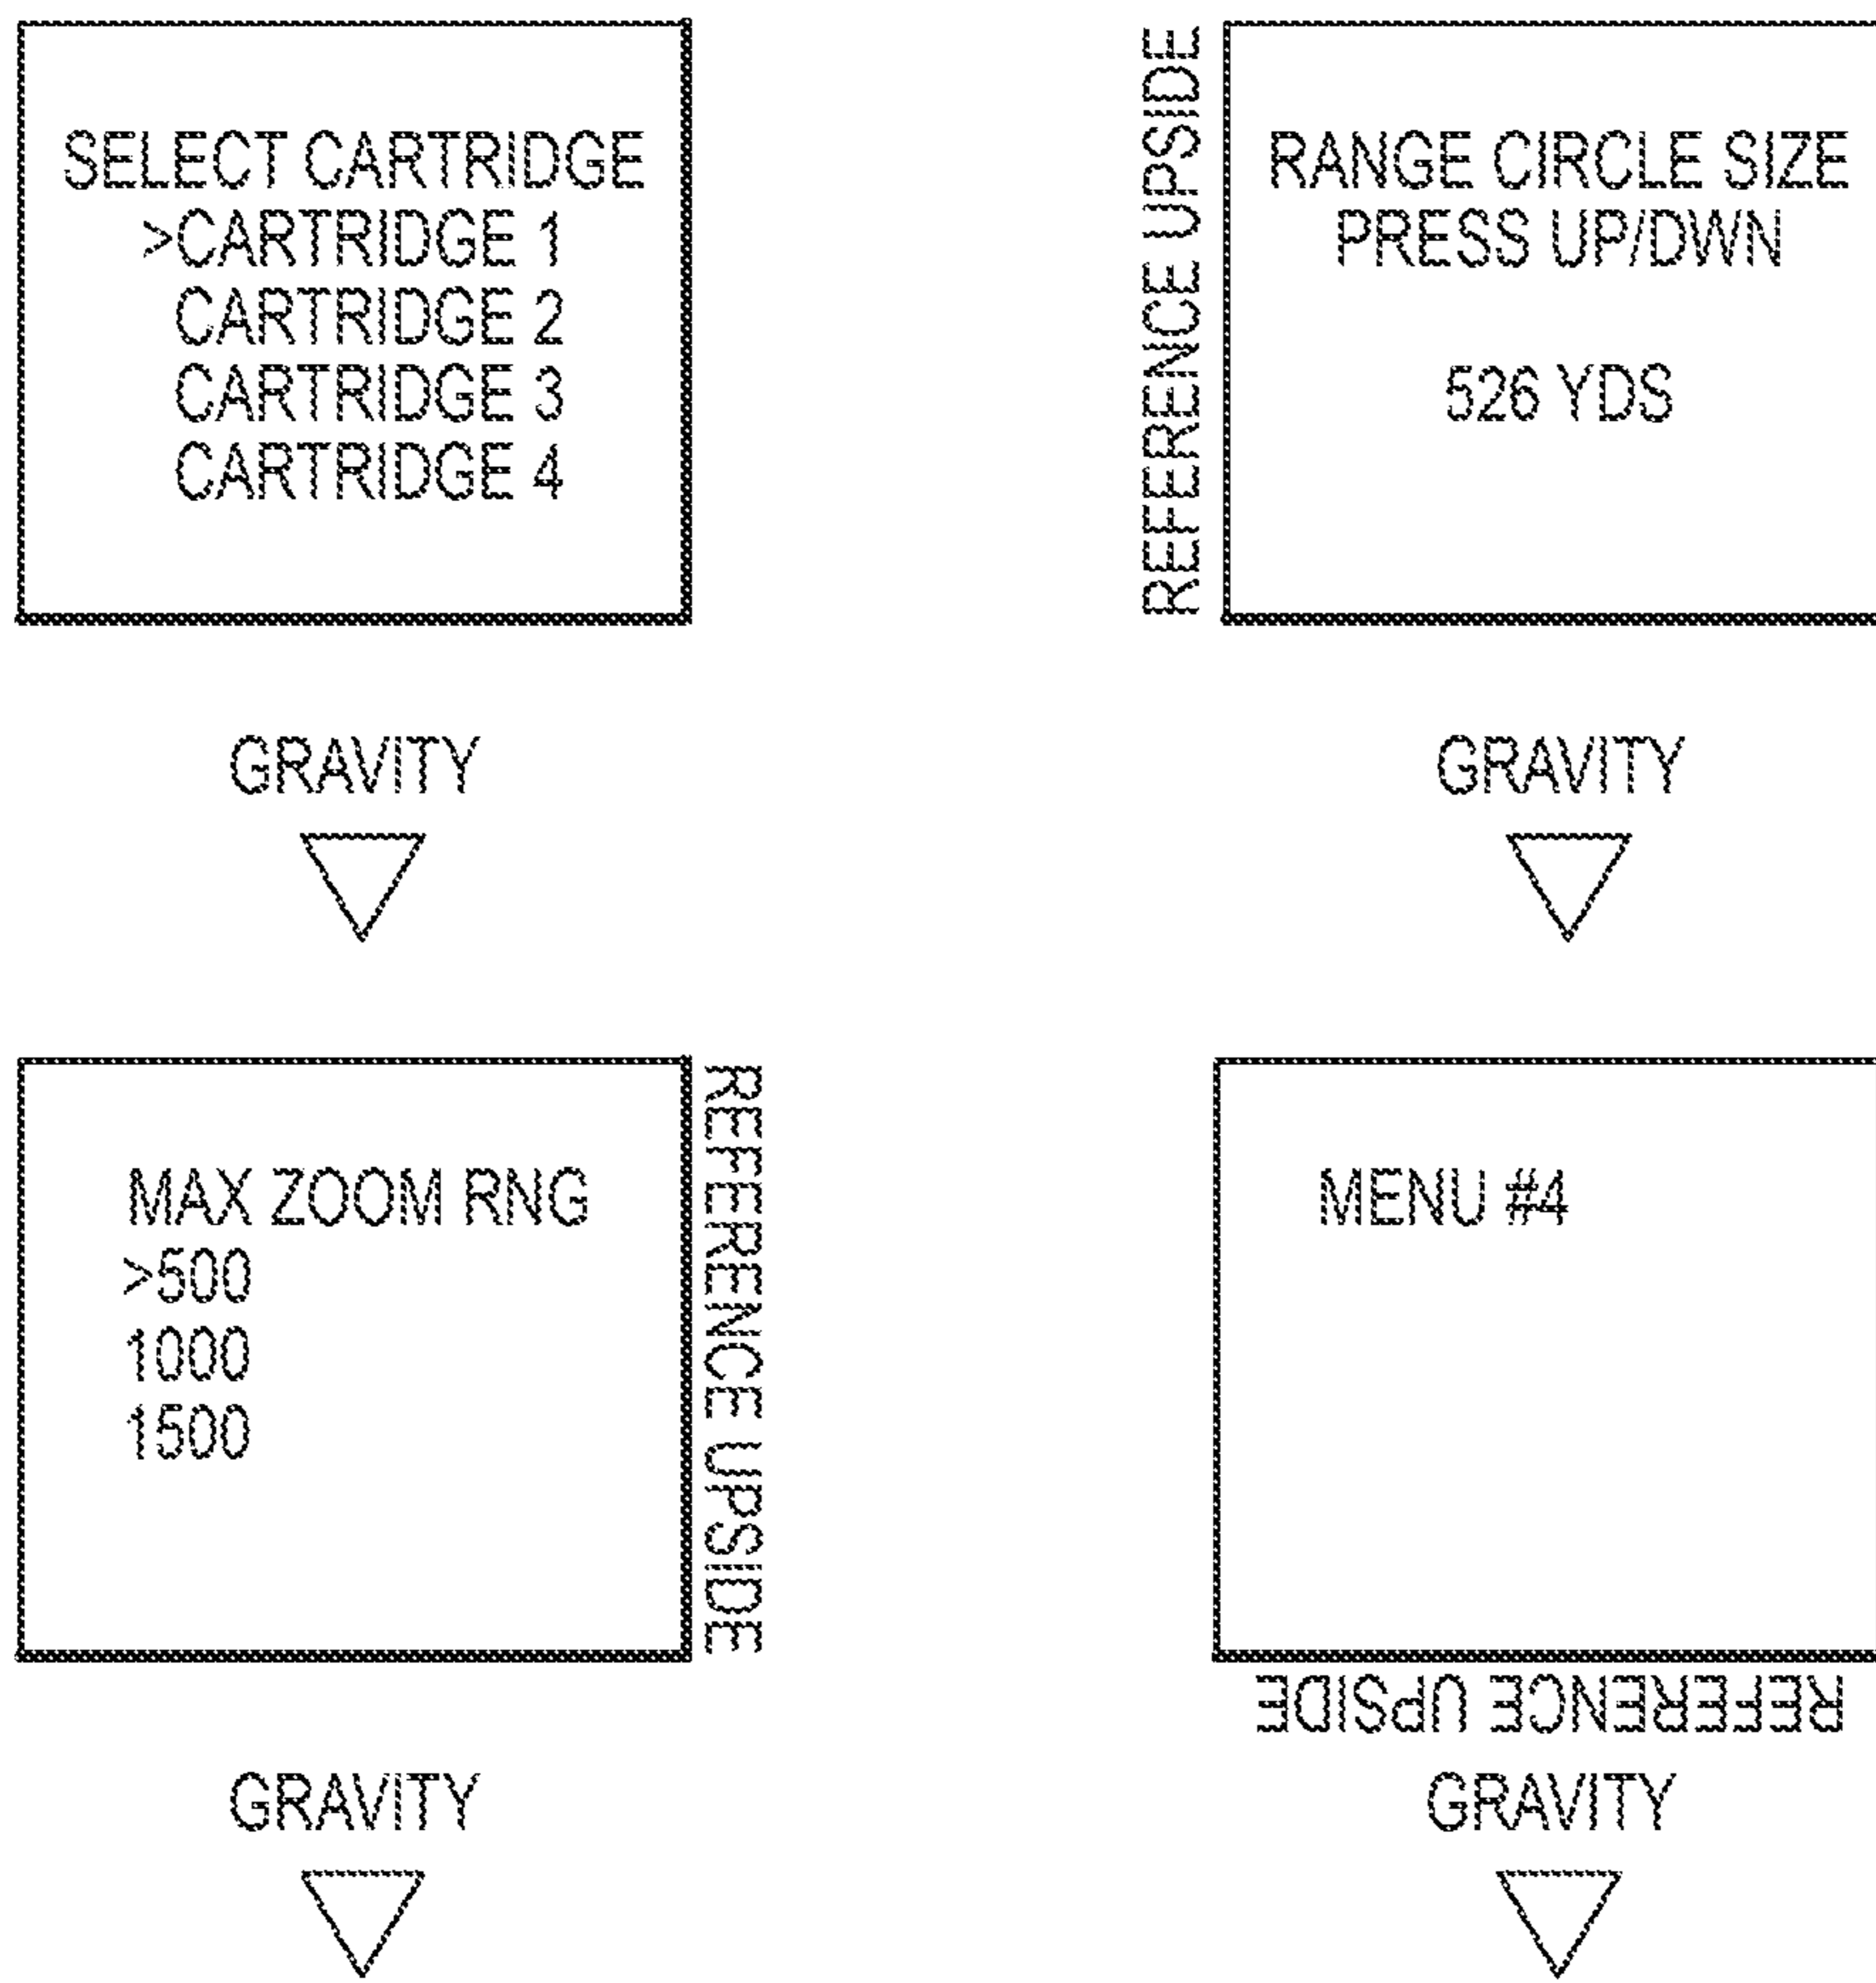 SELECT CARTRIDGE
>CARTRIDGE 1
CARTRIDGE 2
CARTRIDGE 3
CARTRIDGE 4
GRAVITY
REFERENCE UPSIDE
RANGE CIRCLE SIZE
PRESS UP/DWN
526 YDS
GRAVITY
MAX ZOOM RNG
>500
1000
1500
REFERENCE UPSIDE
GRAVITY
MENU #4
REFERENCE UPSIDE
GRAVITY